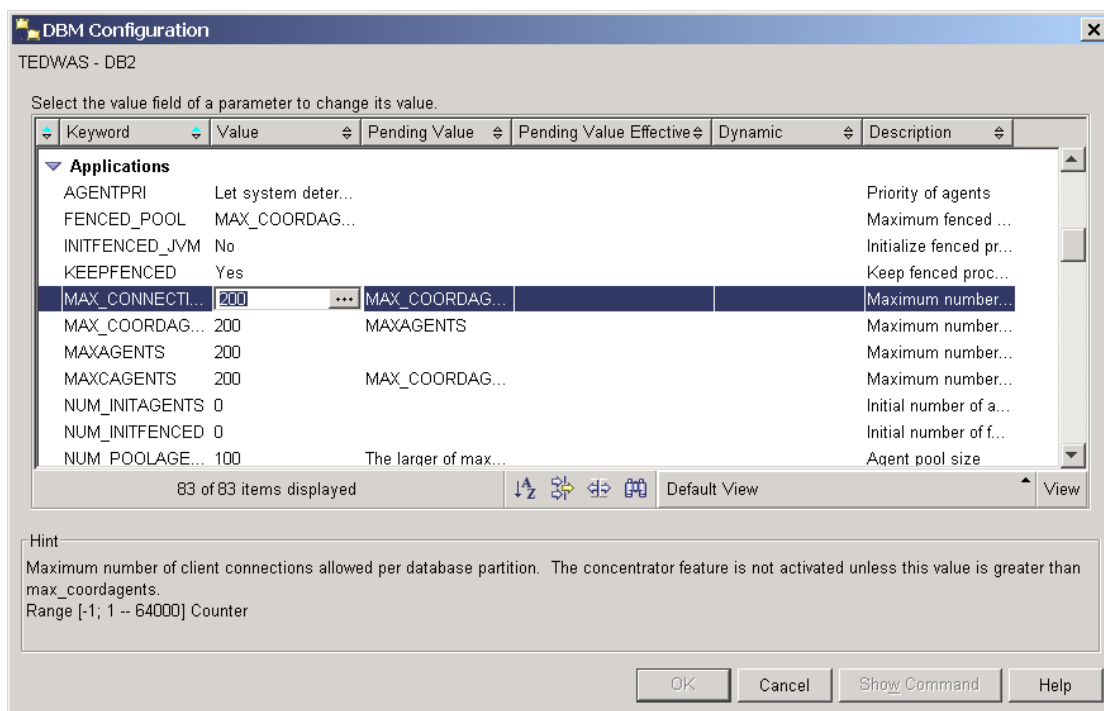 DBM Configuration
TEDWAS - DB2
Select the value field of a parameter to change its value.
Keyword Value Pending Value Pending Value Effective Dynamic Description
Applications
AGENTPRI Let system deter... Priority of agents
FENCED_POOL MAX_COORDAG... Maximum fenced ...
INITFENCED_JVM No Initialize fenced pr...
KEEPFENCED Yes Keep fenced proc...
MAX_CONNECTI... 200 ... MAX_COORDAG... Maximum number...
MAX_COORDAG... 200 MAXAGENTS Maximum number...
MAXAGENTS 200 Maximum number...
MAXCAGENTS 200 MAX_COORDAG... Maximum number...
NUM_INITAGENTS 0 Initial number of a...
NUM_INITFENCED 0 Initial number of f...
NUM_POOLAGE... 100 The larger of max... Agent pool size
83 of 83 items displayed Default View View
Hint
Maximum number of client connections allowed per database partition. The concentrator feature is not activated unless this value is greater than
max_coordagents.
Range [-1; 1 -- 64000] Counter
OK Cancel Show Command Help